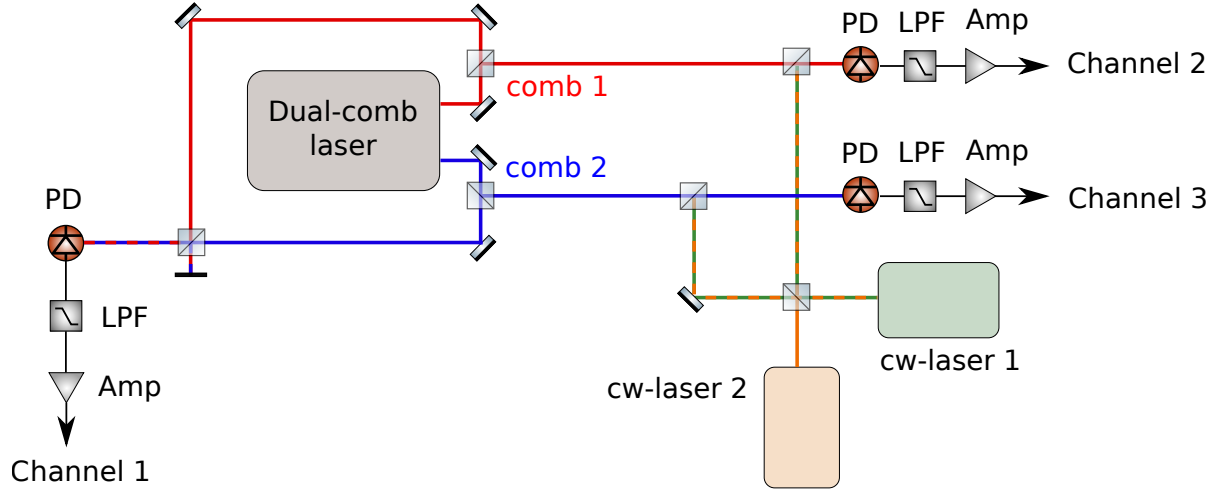 PD
LPF
Amp
Channel 2
comb 1
Dual-comb
laser
comb 2
PD
LPF
Amp
Channel 3
PD
LPF
Amp
Channel 1
cw-laser 1
cw-laser 2